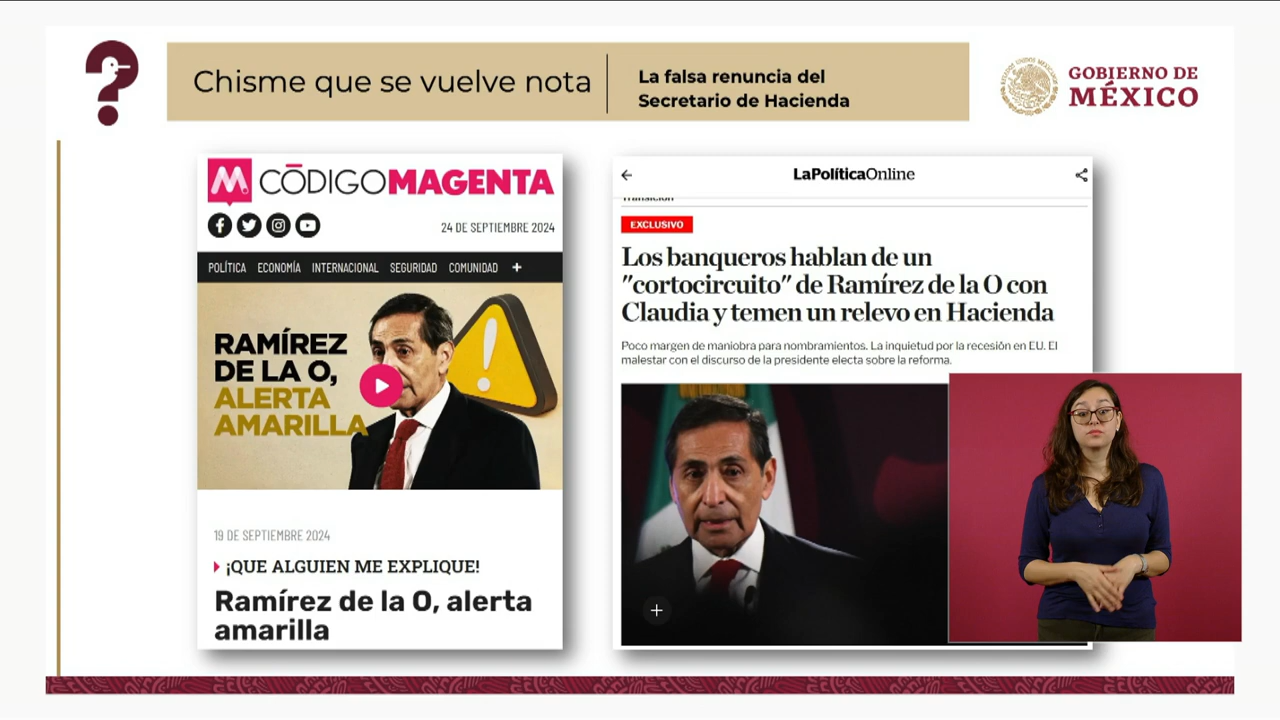 Chisme que se vuelve nota
La falsa renuncia del
Secretario de Hacienda
GOBIERNO DE
MÉXICO
CÓDIGOMAGENTA
24 DE SEPTIEMBRE 2024
POLÍTICA ECONOMÍA INTERNACIONAL SEGURIDAD COMUNIDAD +
RAMÍREZ
DE LA O,
ALERTA
AMARILLA
19 DE SEPTIEMBRE 2024
¡QUE ALGUIEN ME EXPLIQUE!
Ramírez de la O, alerta
amarilla
LaPolíticaOnline
Transición
EXCLUSIVO
Los banqueros hablan de un
"cortocircuito" de Ramírez de la O con
Claudia y temen un relevo en Hacienda
Poco margen de maniobra para nombramientos. La inquietud por la recesión en EU. El
malestar con el discurso de la presidente electa sobre la reforma.